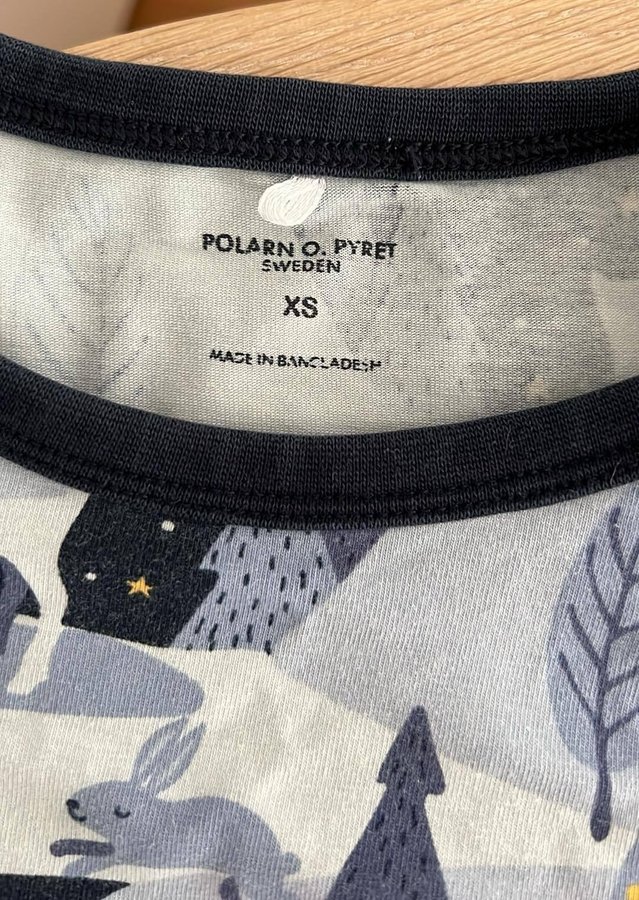 POLARN O. PYRET
SWEDEN
XS
MADE IN BANGLADESH